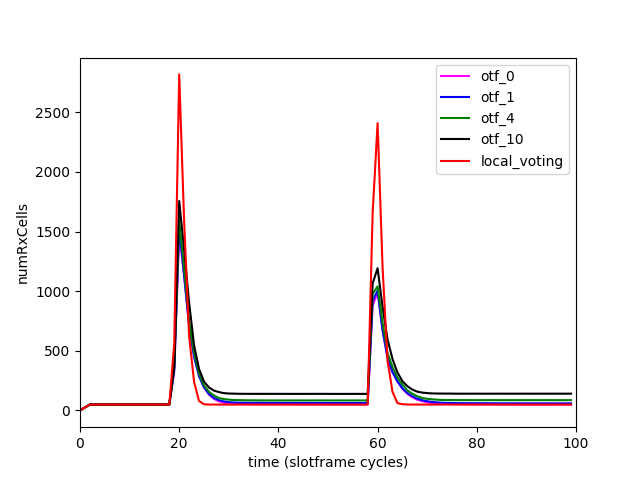 otf_0
otf_1
otf_4
otf_10
local_voting
2500
2000
1500
1000
500
0
numRxCells
0 20 40 60 80 100
time (slotframe cycles)